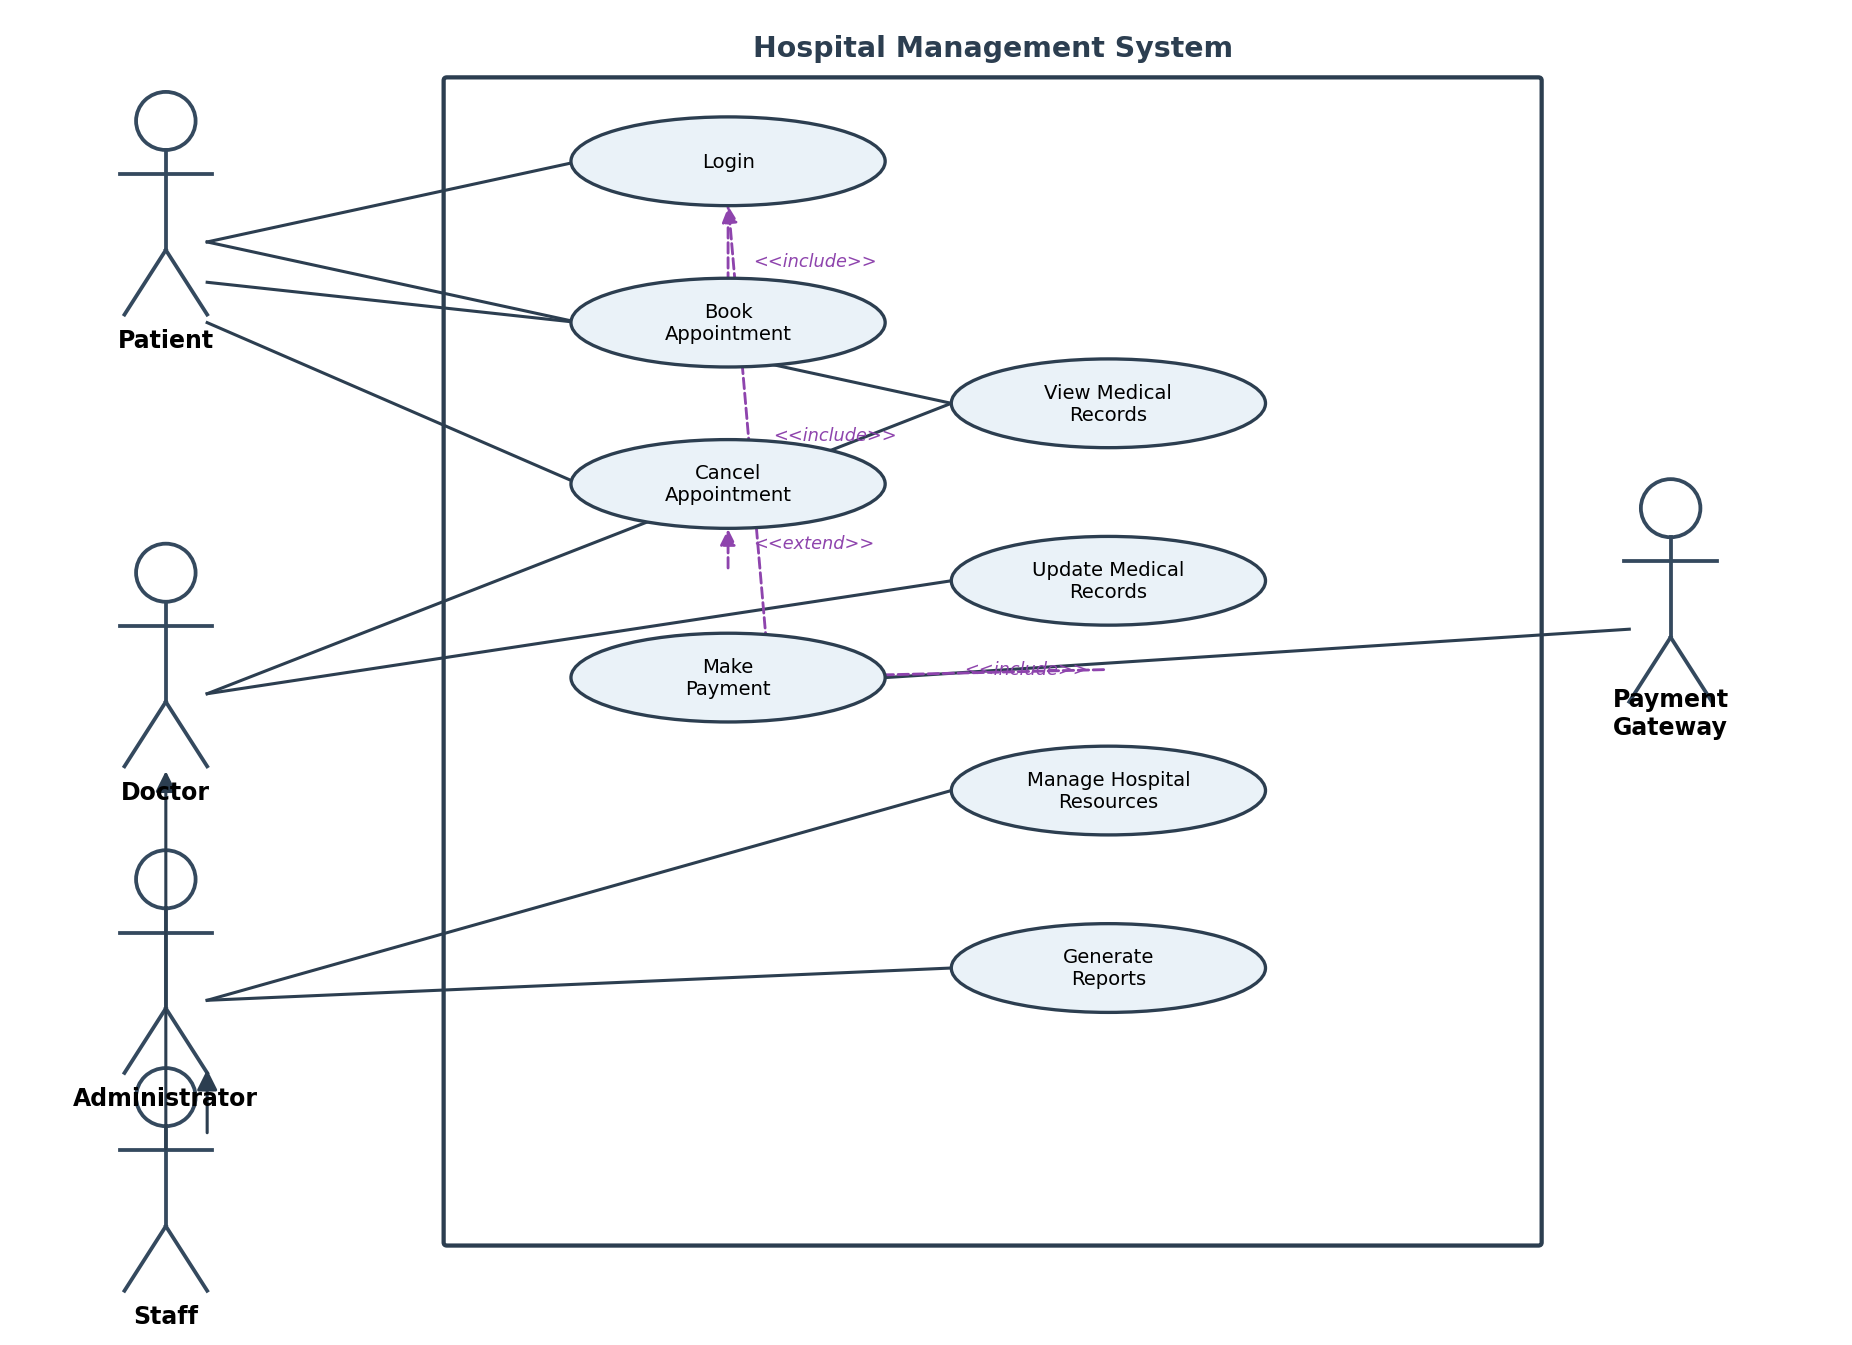 Hospital Management System
Login
<<include>>
Book
Appointment
Patient
View Medical
Records
<<include>>
Cancel
Appointment
<<extend>>
Update Medical
Records
Make
Payment
<<include>>
Payment
Gateway
Doctor
Manage Hospital
Resources
Generate
Reports
Administrator
Staff